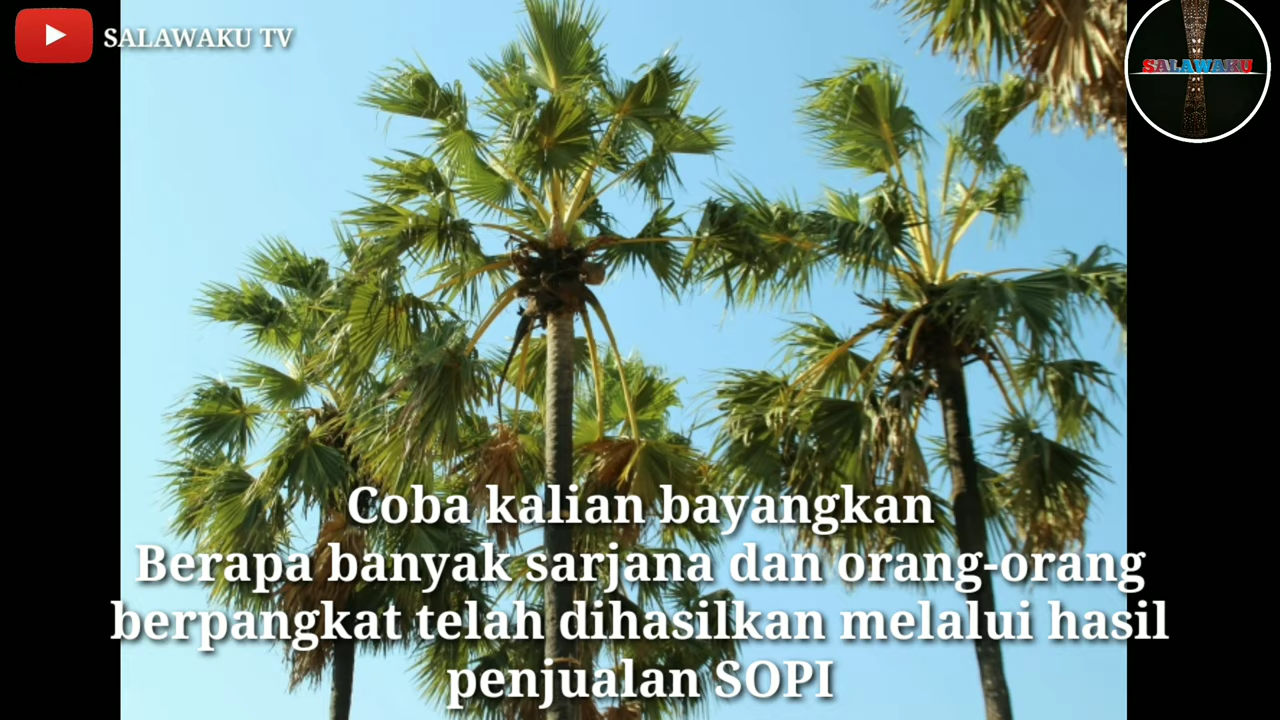 SALAWAKU TV
SALAWAKU
Coba kalian bayangkan
Berapa banyak sarjana dan orang-orang
berpangkat telah dihasilkan melalui hasil
penjualan SOPI